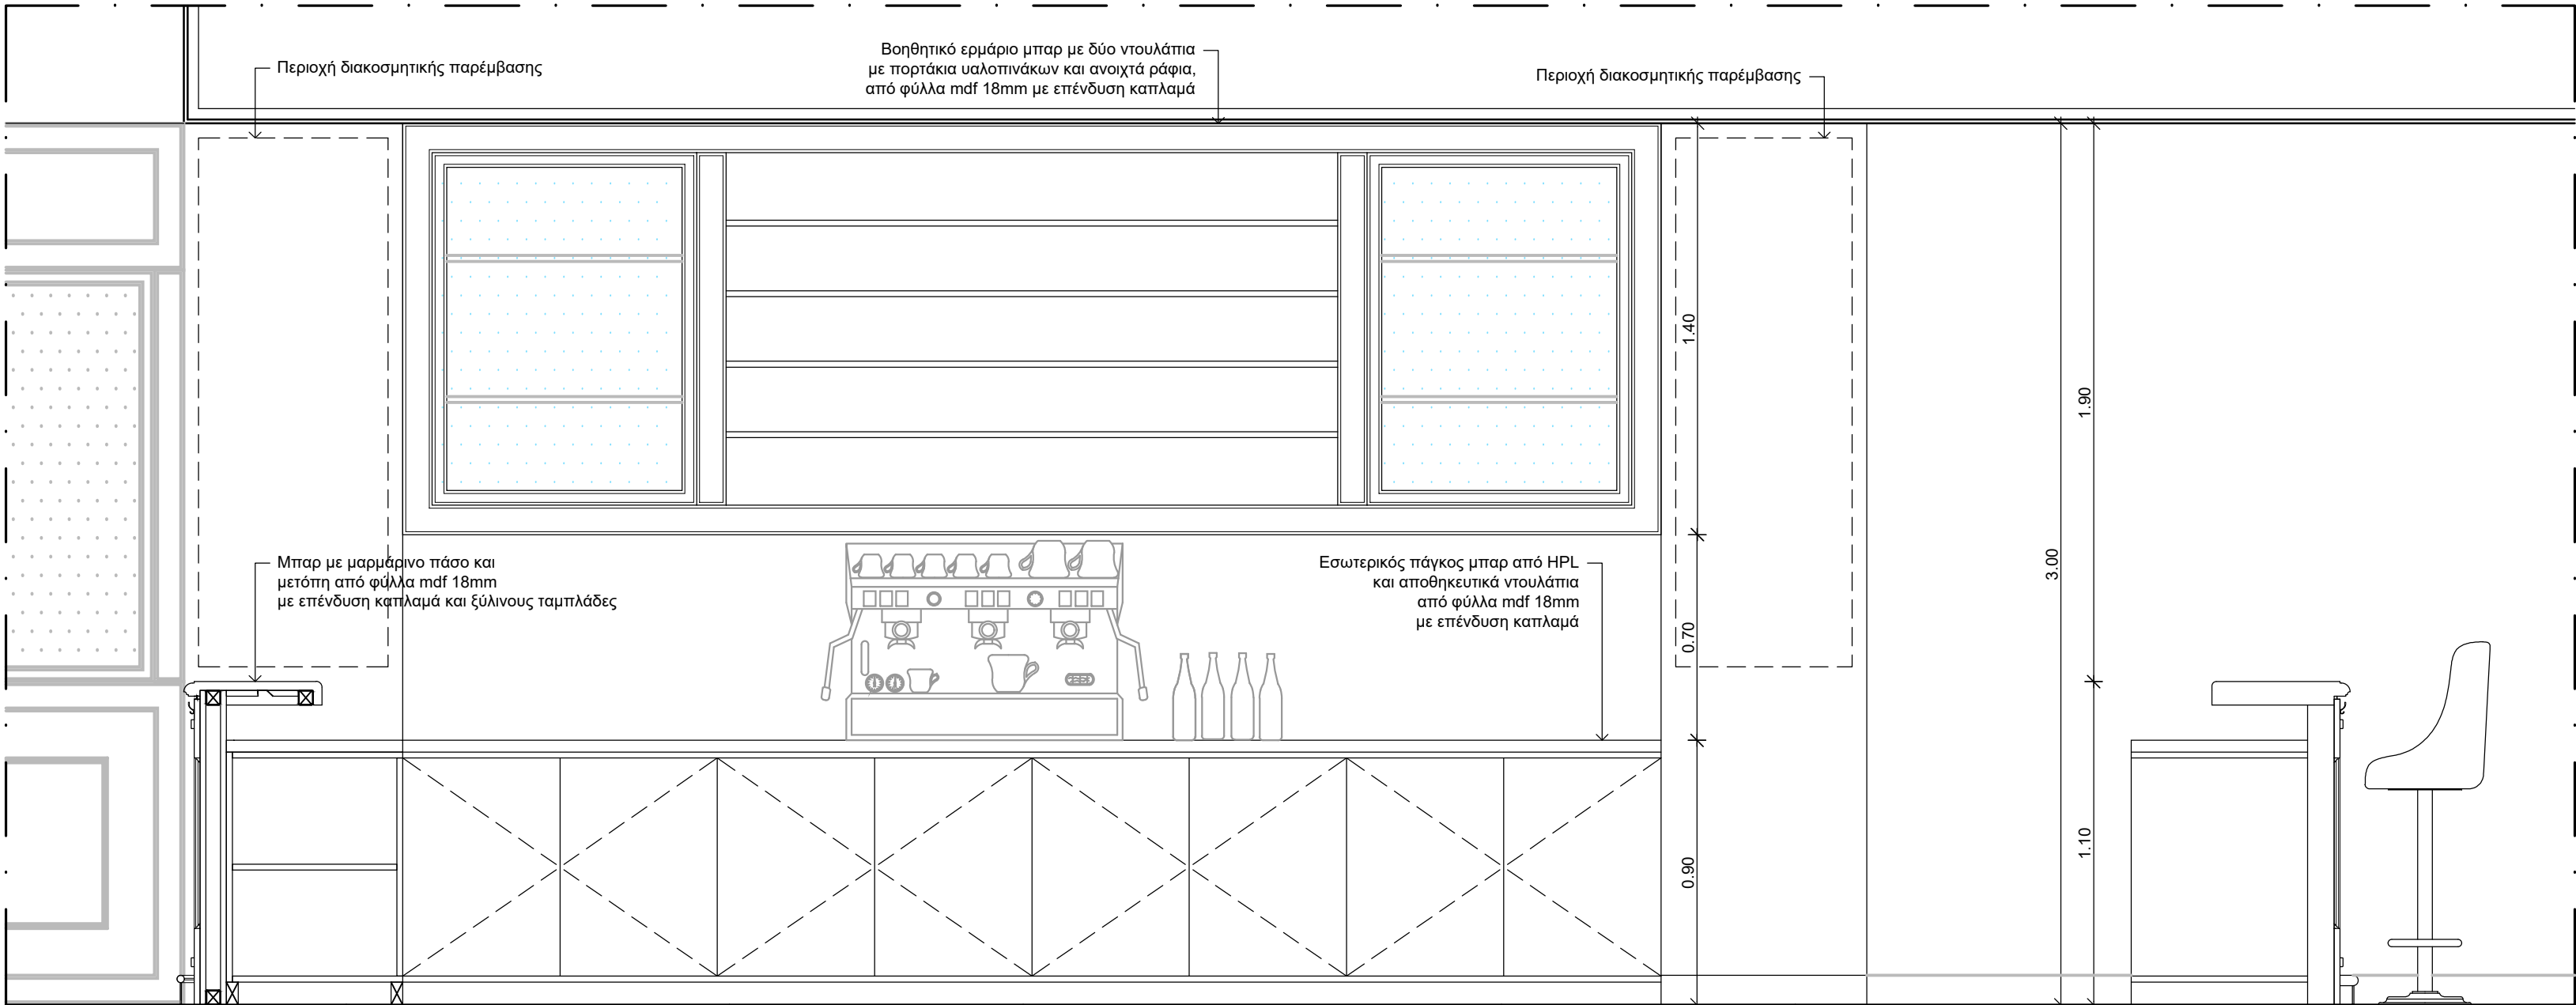 Περιοχή διακοσμητικής παρέμβασης
Βοηθητικό ερμάριο μπαρ με δύο ντουλάπια
με πορτάκια υαλοπινάκων και ανοιχτά ράφια,
από φύλλα mdf 18mm με επένδυση καπλαμά
Περιοχή διακοσμητικής παρέμβασης
1.40
1.90
3.00
Μπαρ με μαρμάρινο πάσο και
μετόπη από φύλλα mdf 18mm
με επένδυση καπλαμά και ξύλινους ταμπλάδες
Εσωτερικός πάγκος μπαρ από HPL
και αποθηκευτικά ντουλάπια
από φύλλα mdf 18mm
με επένδυση καπλαμά
0.70
0.90
1.10